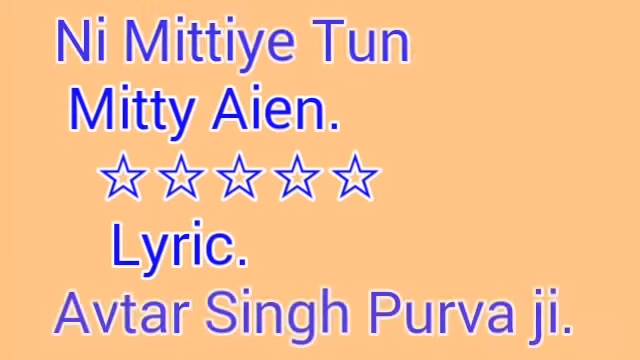 Ni Mittiye Tun
Mitty Aien.
☆☆☆☆☆
Lyric.
Avtar Singh Purva ji.